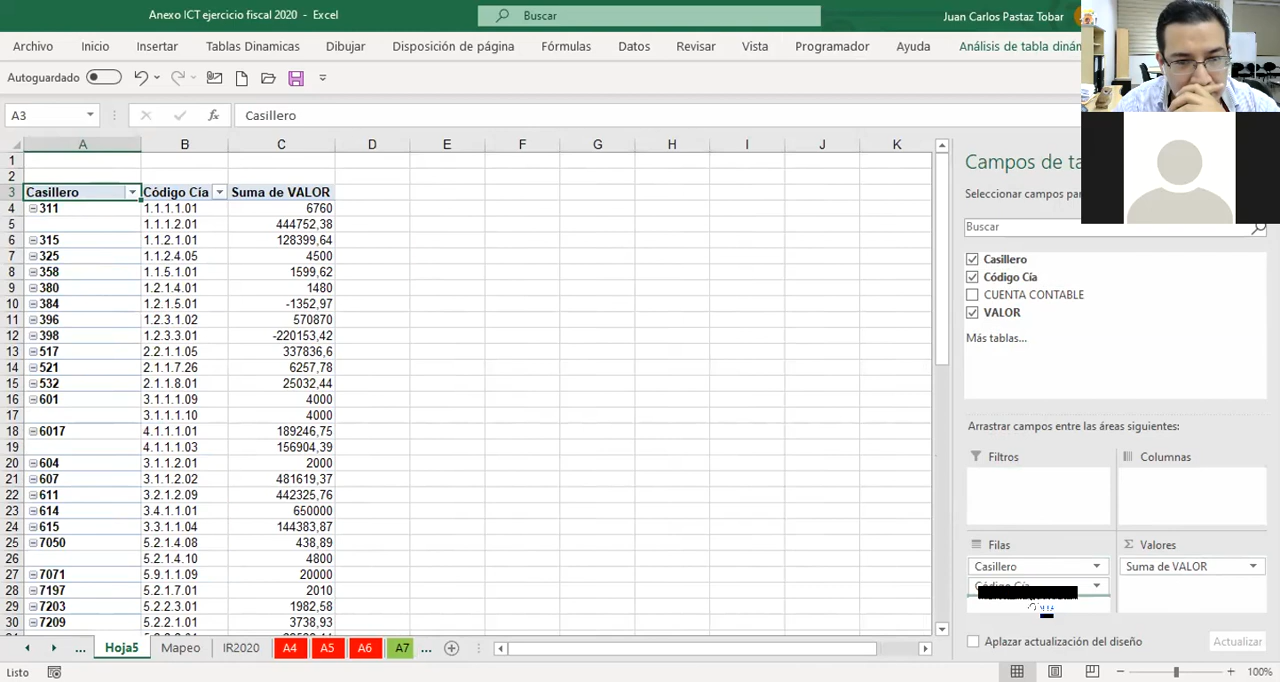 Anexo ICT ejercicio fiscal 2020 - Excel
Buscar
Juan Carlos Pastaz Tobar
Archivo Inicio Insertar Tablas Dinamicas Dibujar Disposición de página Fórmulas Datos Revisar Vista Programador Ayuda Análisis de tabla dinám
Autoguardado
A3 fx Casillero
A B C D E F G H I J K
1
2
3 Casillero Código Cía Suma de VALOR
4 311 1.1.1.1.01 6760
5 1.1.1.2.01 444752,38
6 315 1.1.2.1.01 128399,64
7 325 1.1.2.4.05 4500
8 358 1.1.5.1.01 1599,62
9 380 1.2.1.4.01 1480
10 384 1.2.1.5.01 -1352,97
11 396 1.2.3.1.02 570870
12 398 1.2.3.3.01 -220153,42
13 517 2.2.1.1.05 337836,6
14 521 2.1.1.7.26 6257,78
15 532 2.1.1.8.01 25032,44
16 601 3.1.1.1.09 4000
17 3.1.1.1.10 4000
18 6017 4.1.1.1.01 189246,75
19 4.1.1.1.03 156904,39
20 604 3.1.1.2.01 2000
21 607 3.1.1.2.02 481619,37
22 611 3.2.1.2.09 442325,76
23 614 3.4.1.1.01 650000
24 615 3.3.1.1.04 144383,87
25 7050 5.2.1.4.08 438,89
26 5.2.1.4.10 4800
27 7071 5.9.1.1.09 20000
28 7197 5.2.1.7.01 2010
29 7203 5.2.2.3.01 1982,58
30 7209 5.2.2.1.01 3738,93
Campos de ta
Seleccionar campos par
Buscar
Casillero
Código Cía
CUENTA CONTABLE
VALOR
Más tablas...
Arrastrar campos entre las áreas siguientes:
Filtros
Columnas
Filas
Σ Valores
Casillero
Suma de VALOR
Código Cía
Aplazar actualización del diseño
Actualizar
... Hoja5 Mapeo IR2020 A4 A5 A6 A7 ...
Listo
100%